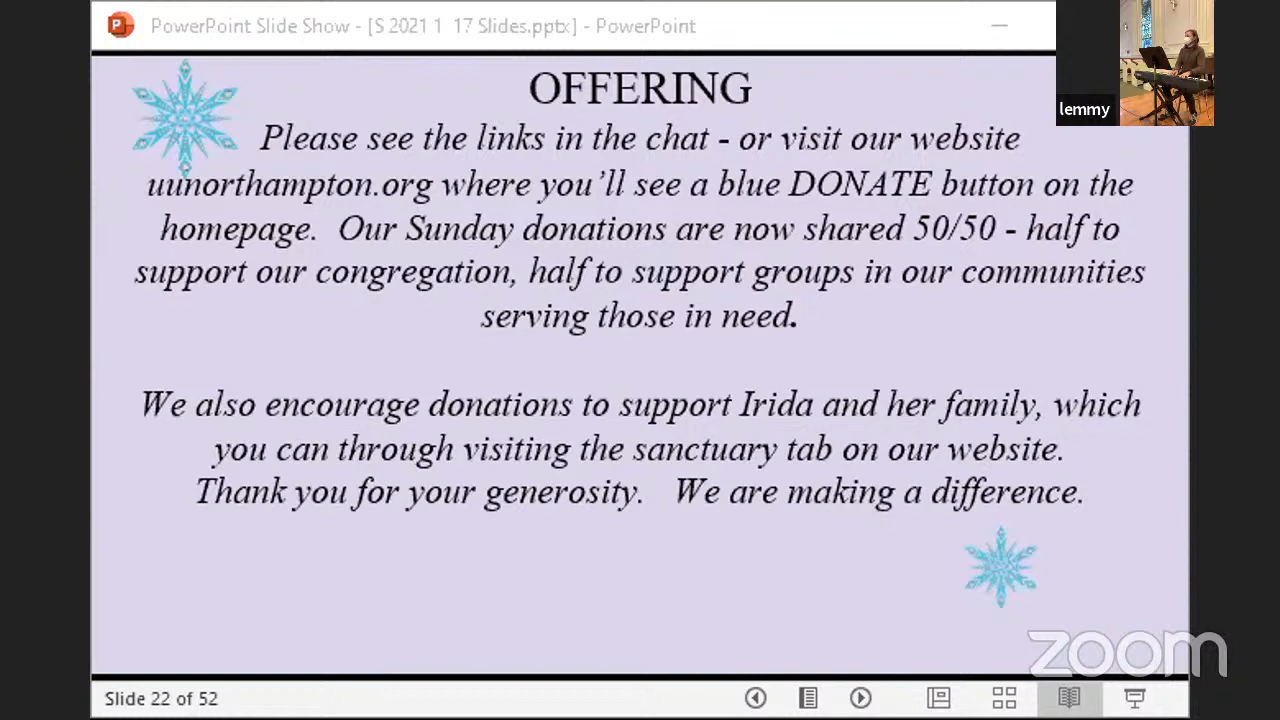 PowerPoint Slide Show - [S 2021 1 17 Slides.pptx] - PowerPoint
lemmy
OFFERING
Please see the links in the chat - or visit our website
uunorthampton.org where you’ll see a blue DONATE button on the
homepage. Our Sunday donations are now shared 50/50 - half to
support our congregation, half to support groups in our communities
serving those in need.
We also encourage donations to support Irida and her family, which
you can through visiting the sanctuary tab on our website.
Thank you for your generosity. We are making a difference.
zoom
Slide 22 of 52